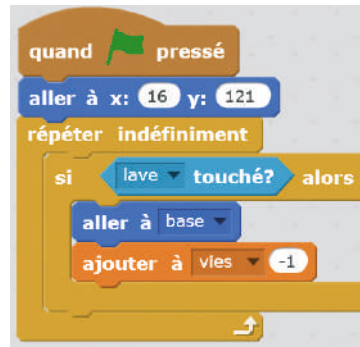 quand pressé
aller à x: 16 y: 121
répéter indéfiniment
si lave touché? alors
aller à base
ajouter à vies -1